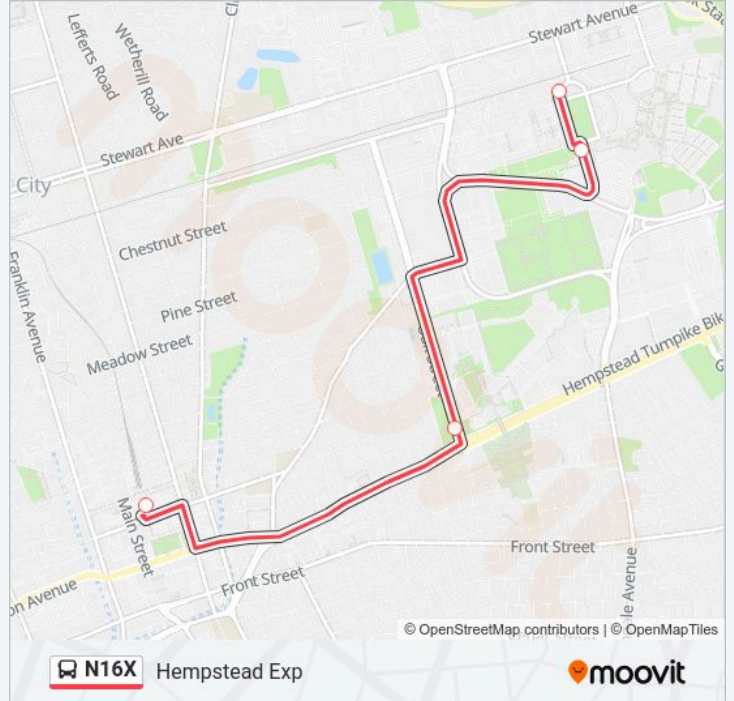 Stewart Avenue
Lefferts Road
Wetherill Road
Stewart Ave
City
Chestnut Street
Franklin Avenue
Pine Street
Meadow Street
Hempstead Turnpike Bik
Main Street
Front Street
Front Street
on Avenue
© OpenStreetMap contributors | © OpenMapTiles
N16X Hempstead Exp
moovit